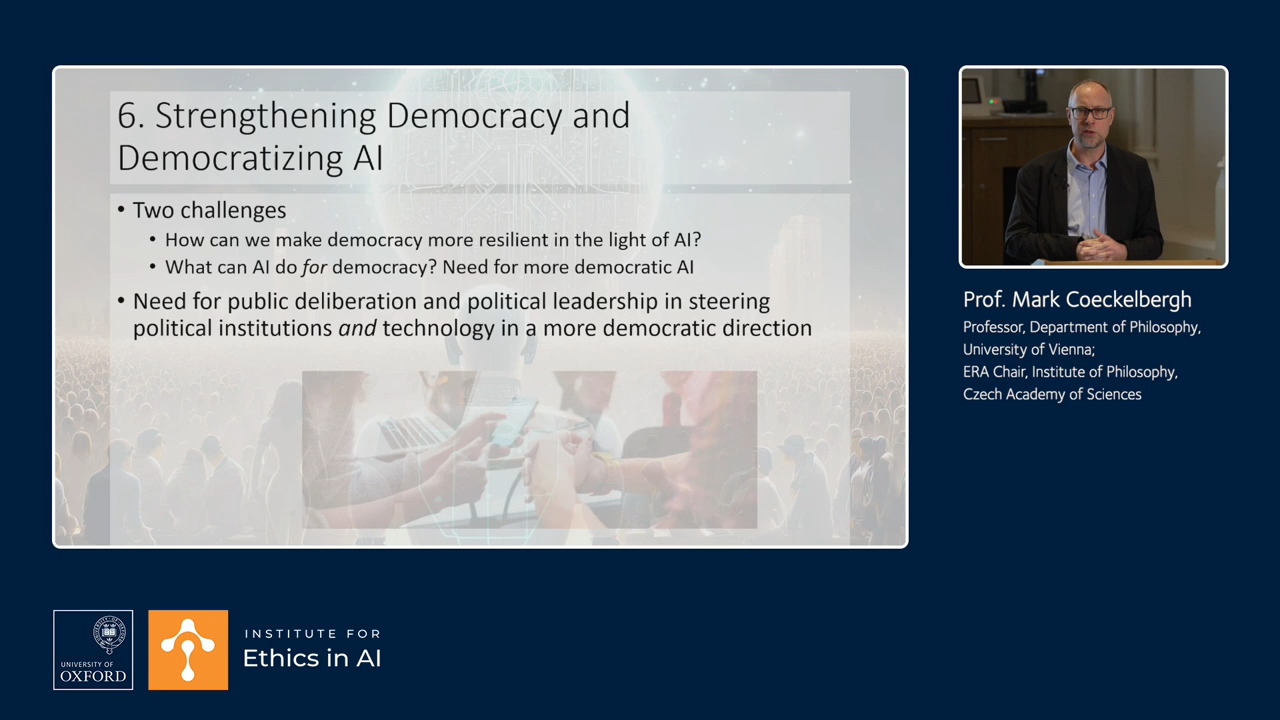 6. Strengthening Democracy and
Democratizing AI
• Two challenges
• How can we make democracy more resilient in the light of AI?
• What can AI do for democracy? Need for more democratic AI
• Need for public deliberation and political leadership in steering
political institutions and technology in a more democratic direction
Prof. Mark Coeckelbergh
Professor, Department of Philosophy,
University of Vienna;
ERA Chair, Institute of Philosophy,
Czech Academy of Sciences
UNIVERSITY OF
OXFORD
INSTITUTE FOR
Ethics in AI